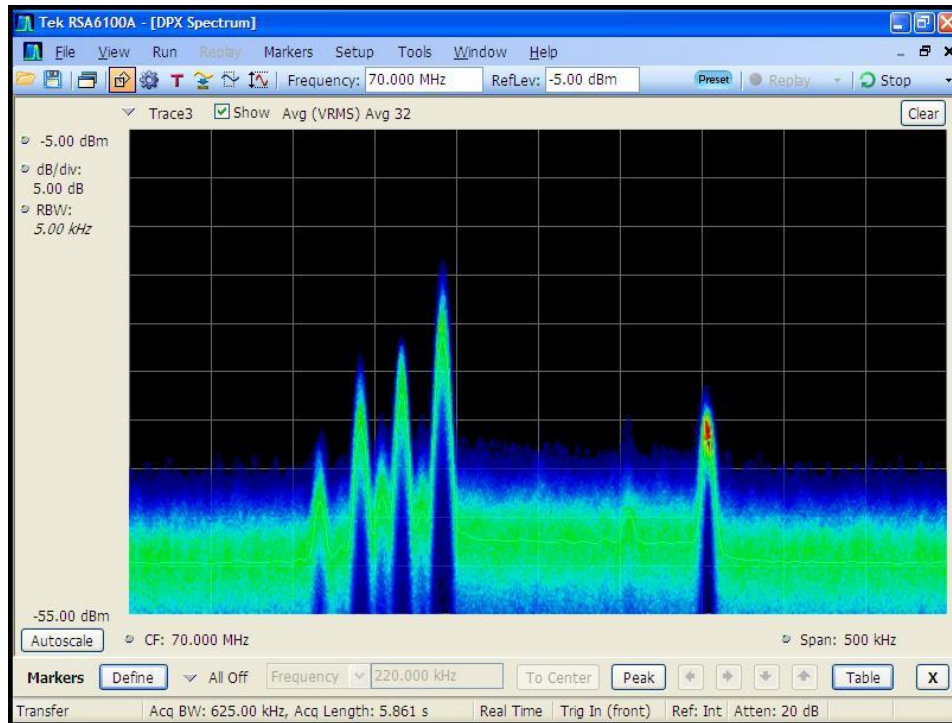 Tek RSA6100A - [DPX Spectrum]
File View Run Replay Markers Setup Tools Window Help
Frequency: 70.000 MHz RefLev: -5.00 dBm Preset Replay Stop
Trace3 Show Avg (VRMS) Avg 32 Clear
-5.00 dBm
dB/div:
5.00 dB
RBW:
5.00 kHz
-55.00 dBm
Autoscale CF: 70.000 MHz Span: 500 kHz
Markers Define All Off Frequency 220.000 kHz To Center Peak Table X
Transfer Acq BW: 625.00 kHz, Acq Length: 5.861 s Real Time Trig In (front) Ref: Int Atten: 20 dB